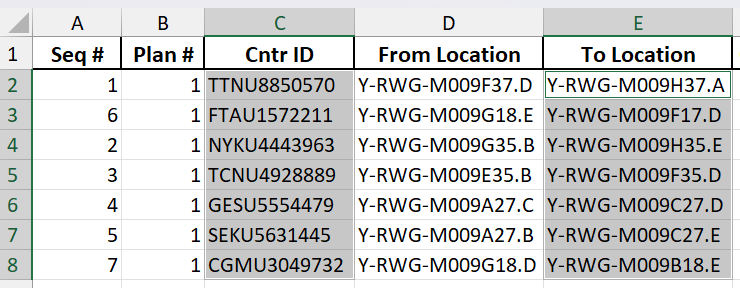 A B C D E
1 Seq # Plan # Cntr ID From Location To Location
2 1 1 TTNU8850570 Y-RWG-M009F37.D Y-RWG-M009H37.A
3 6 1 FTAU1572211 Y-RWG-M009G18.E Y-RWG-M009F17.D
4 2 1 NYKU4443963 Y-RWG-M009G35.B Y-RWG-M009H35.E
5 3 1 TCNU4928889 Y-RWG-M009E35.B Y-RWG-M009F35.D
6 4 1 GESU5554479 Y-RWG-M009A27.C Y-RWG-M009C27.D
7 5 1 SEKU5631445 Y-RWG-M009A27.B Y-RWG-M009C27.E
8 7 1 CGMU3049732 Y-RWG-M009G18.D Y-RWG-M009B18.E